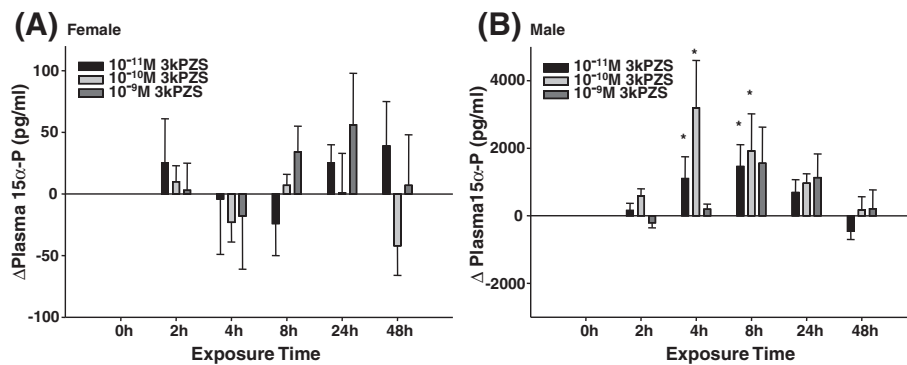 (A) Female
10⁻¹¹M 3kPZS
10⁻¹⁰M 3kPZS
10⁻⁹M 3kPZS
ΔPlasma 15α-P (pg/ml)
100
50
0
-50
-100
0h 2h 4h 8h 24h 48h
Exposure Time
(B) Male
10⁻¹¹M 3kPZS
10⁻¹⁰M 3kPZS
10⁻⁹M 3kPZS
Δ Plasma15α-P (pg/ml)
4000
2000
0
-2000
* * * *
0h 2h 4h 8h 24h 48h
Exposure Time